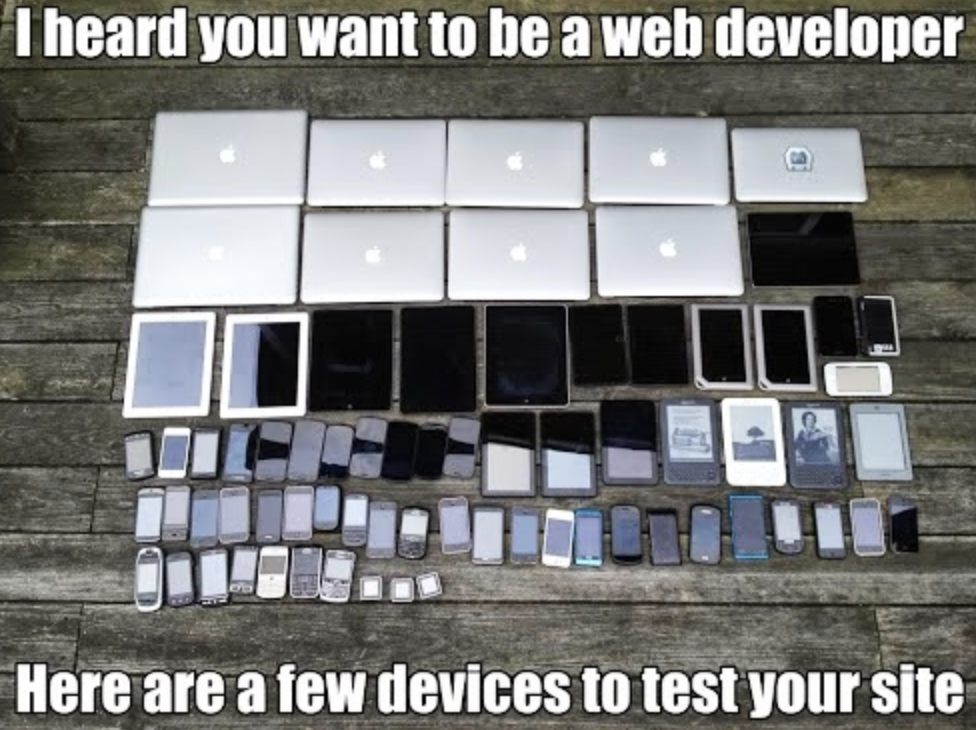 I heard you want to be a web developer
Here are a few devices to test your site